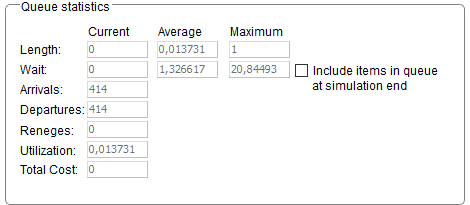 Queue statistics
Current Average Maximum
Length: 0 0,013731 1
Wait: 0 1,326617 20,84493 Include items in queue
at simulation end
Arrivals: 414
Departures: 414
Reneges: 0
Utilization: 0,013731
Total Cost: 0